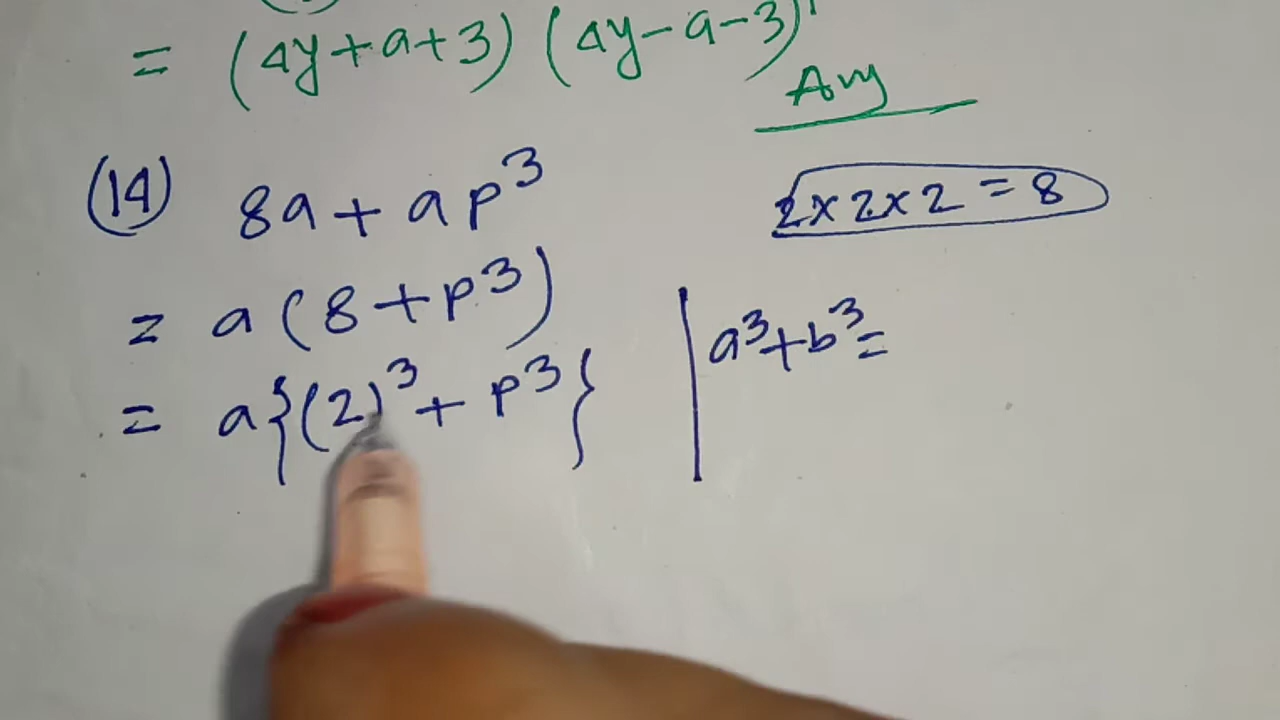 = (4y+a+3) (4y-a-3)
Ans
(14) 8a + ap³
2×2×2 = 8
= a(8+p³)
= a{(2)³ + p³}
a³+b³=